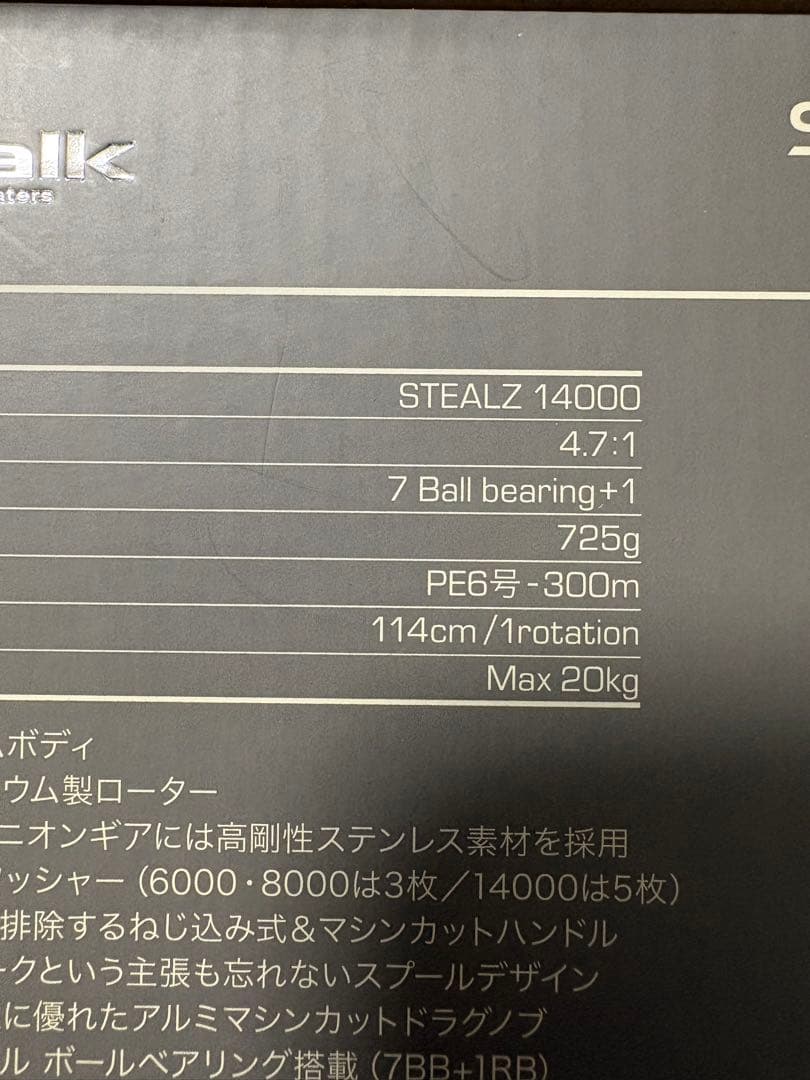 alk
aters
S
STEALZ 14000
4.7:1
7 Ball bearing+1
725g
PE6号-300m
114cm/1rotation
Max 20kg
ムボディ
ウム製ローター
ニオンギアには高剛性ステンレス素材を採用
ッシャー（6000・8000は3枚／14000は5枚）
排除するねじ込み式＆マシンカットハンドル
ークという主張も忘れないスプールデザイン
に優れたアルミマシンカットドラグノブ
ル ボールベアリング搭載（7BB+1RB）